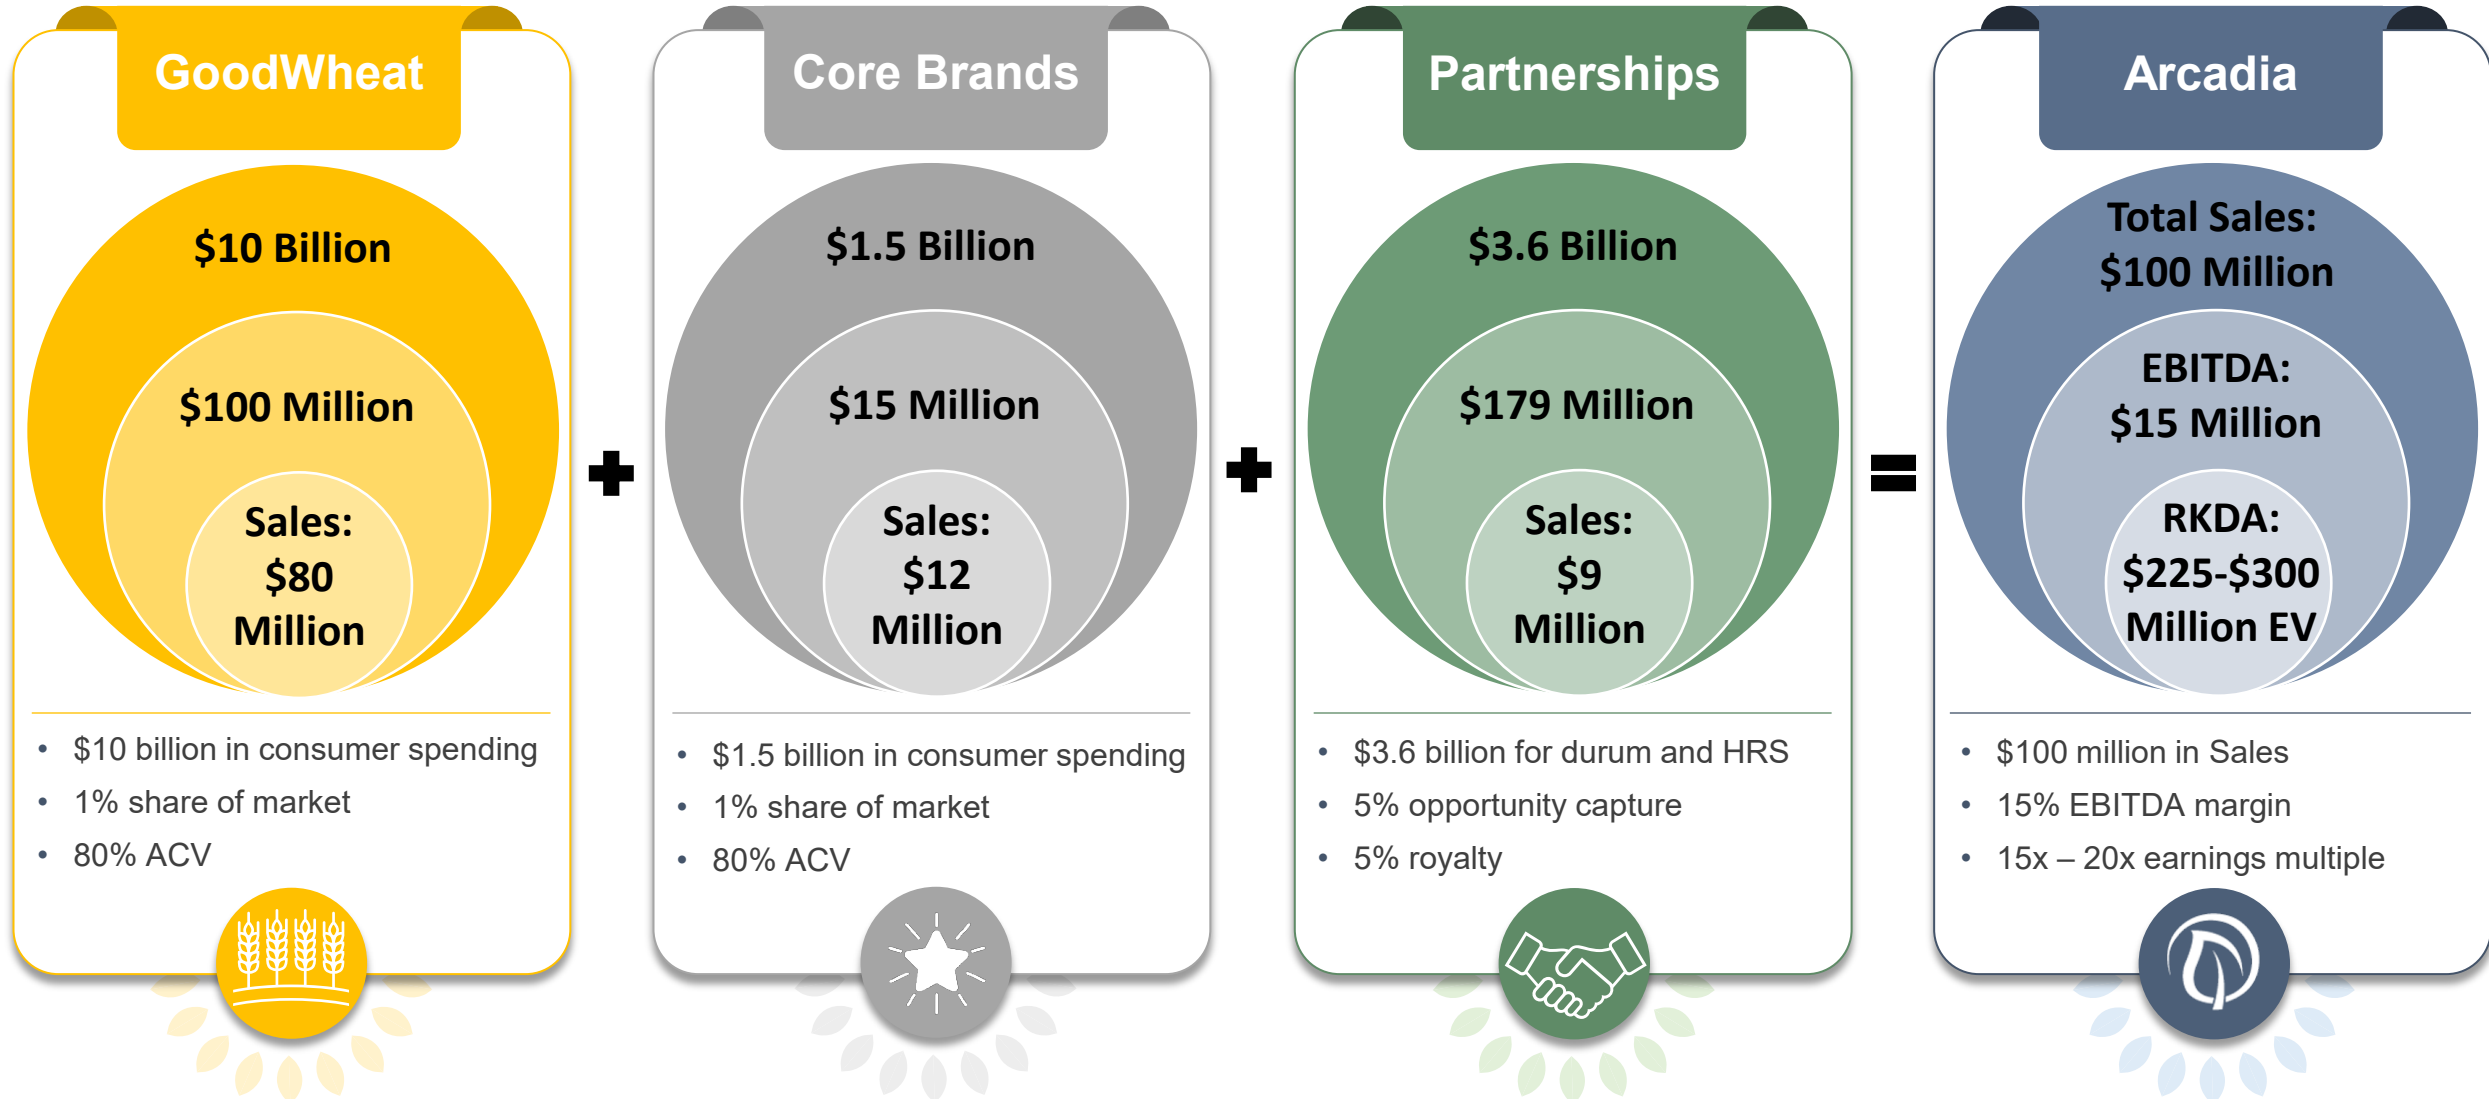 GoodWheat
$10 Billion
$100 Million
Sales:
$80
Million
• $10 billion in consumer spending
• 1% share of market
• 80% ACV
Core Brands
$1.5 Billion
$15 Million
Sales:
$12
Million
• $1.5 billion in consumer spending
• 1% share of market
• 80% ACV
Partnerships
$3.6 Billion
$179 Million
Sales:
$9
Million
• $3.6 billion for durum and HRS
• 5% opportunity capture
• 5% royalty
Arcadia
Total Sales:
$100 Million
EBITDA:
$15 Million
RKDA:
$225-$300
Million EV
• $100 million in Sales
• 15% EBITDA margin
• 15x – 20x earnings multiple